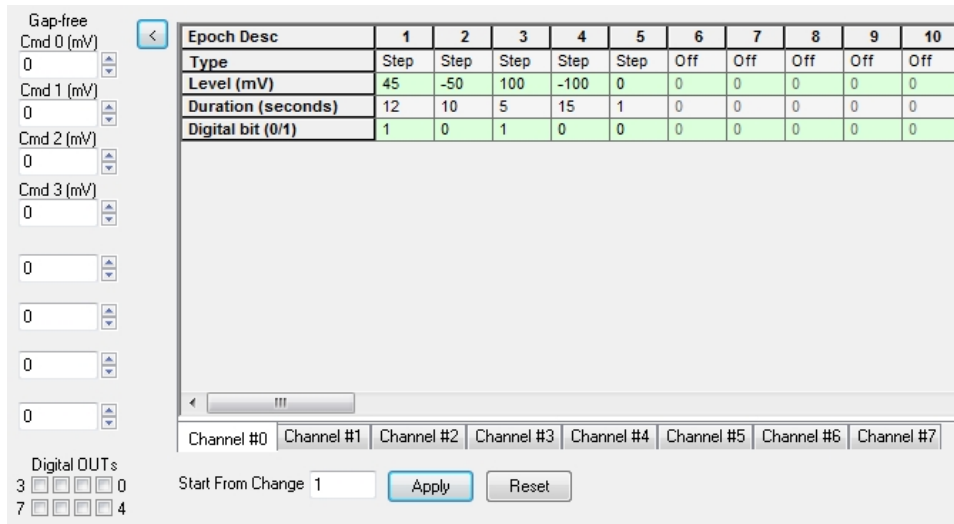 Gap-free
Cmd 0 (mV)
0
Cmd 1 (mV)
0
Cmd 2 (mV)
0
Cmd 3 (mV)
0
0
0
0
0
Digital OUTs
3 0
7 4
<
Epoch Desc 1 2 3 4 5 6 7 8 9 10
Type Step Step Step Step Step Off Off Off Off Off
Level (mV) 45 -50 100 -100 0 0 0 0 0 0
Duration (seconds) 12 10 5 15 1 0 0 0 0 0
Digital bit (0/1) 1 0 1 0 0 0 0 0 0 0
Channel #0 Channel #1 Channel #2 Channel #3 Channel #4 Channel #5 Channel #6 Channel #7
Start From Change 1 Apply Reset